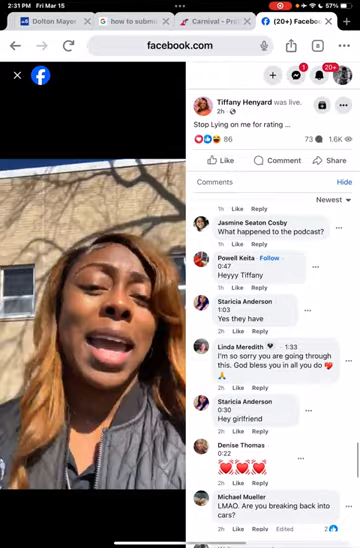 2:31 PM Fri Mar 15
57%
Dolton Mayor
how to submi
Carnival - Pro
(20+) Facebo
facebook.com
8
1
20+
Tiffany Henyard was live.
2h
Stop Lying on me for rating ...
86
73
1.6K
Like
Comment
Share
Comments
Hide
Newest
1h Like Reply
Jasmine Seaton Cosby
What happened to the podcast?
1h Like Reply
Powell Keita · Follow
0:47
Heyyy Tiffany
1h Like Reply
Staricia Anderson
1:03
Yes they have
2h Like Reply
Linda Meredith · 1:33
I'm so sorry you are going through
this. God bless you in all you do 💝
🙏
2h Like Reply
Staricia Anderson
0:30
Hey girlfriend
2h Like Reply
Denise Thomas
0:22
💓💓💓
2h Like Reply
Michael Mueller
LMAO. Are you breaking back into
cars?
2h Like Reply Edited
2